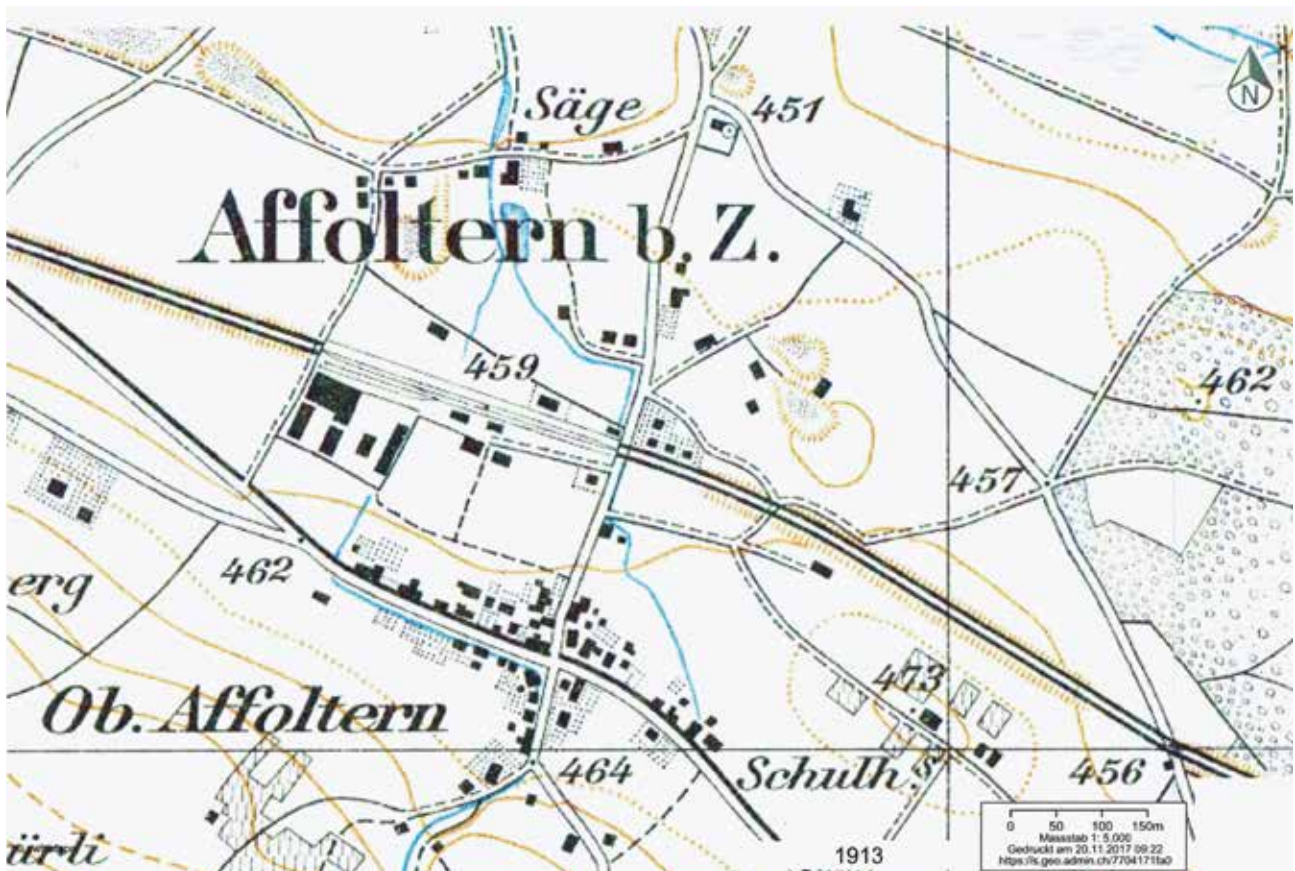 N
Säge
451
Affoltern b. Z.
459
462
457
462
erg
473
Ob. Affoltern
464
Schulh.
456
ürli
0 50 100 150m
Massstab 1: 5,000
Gedruckt am 20.11.2017 09:22
https://s.geo.admin.ch/7704171fa0
1913